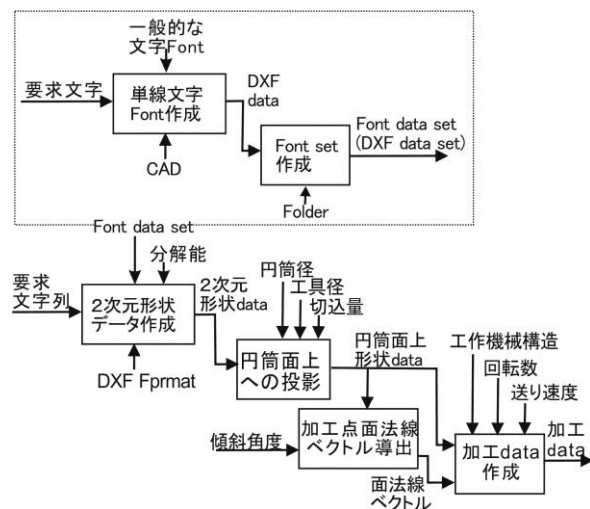 一般的な
文字Font
要求文字
単線文字
Font作成
DXF
data
CAD
Font set
作成
Font data set
(DXF data set)
Folder
Font data set
分解能
要求
文字列
2次元形状
データ作成
2次元
形状data
DXF Fprmat
円筒径
工具径
切込量
円筒面上
への投影
円筒面上
形状data
工作機械構造
回転数
送り速度
傾斜角度
加工点面法線
ベクトル導出
面法線
ベクトル
加工data
作成
加工
data